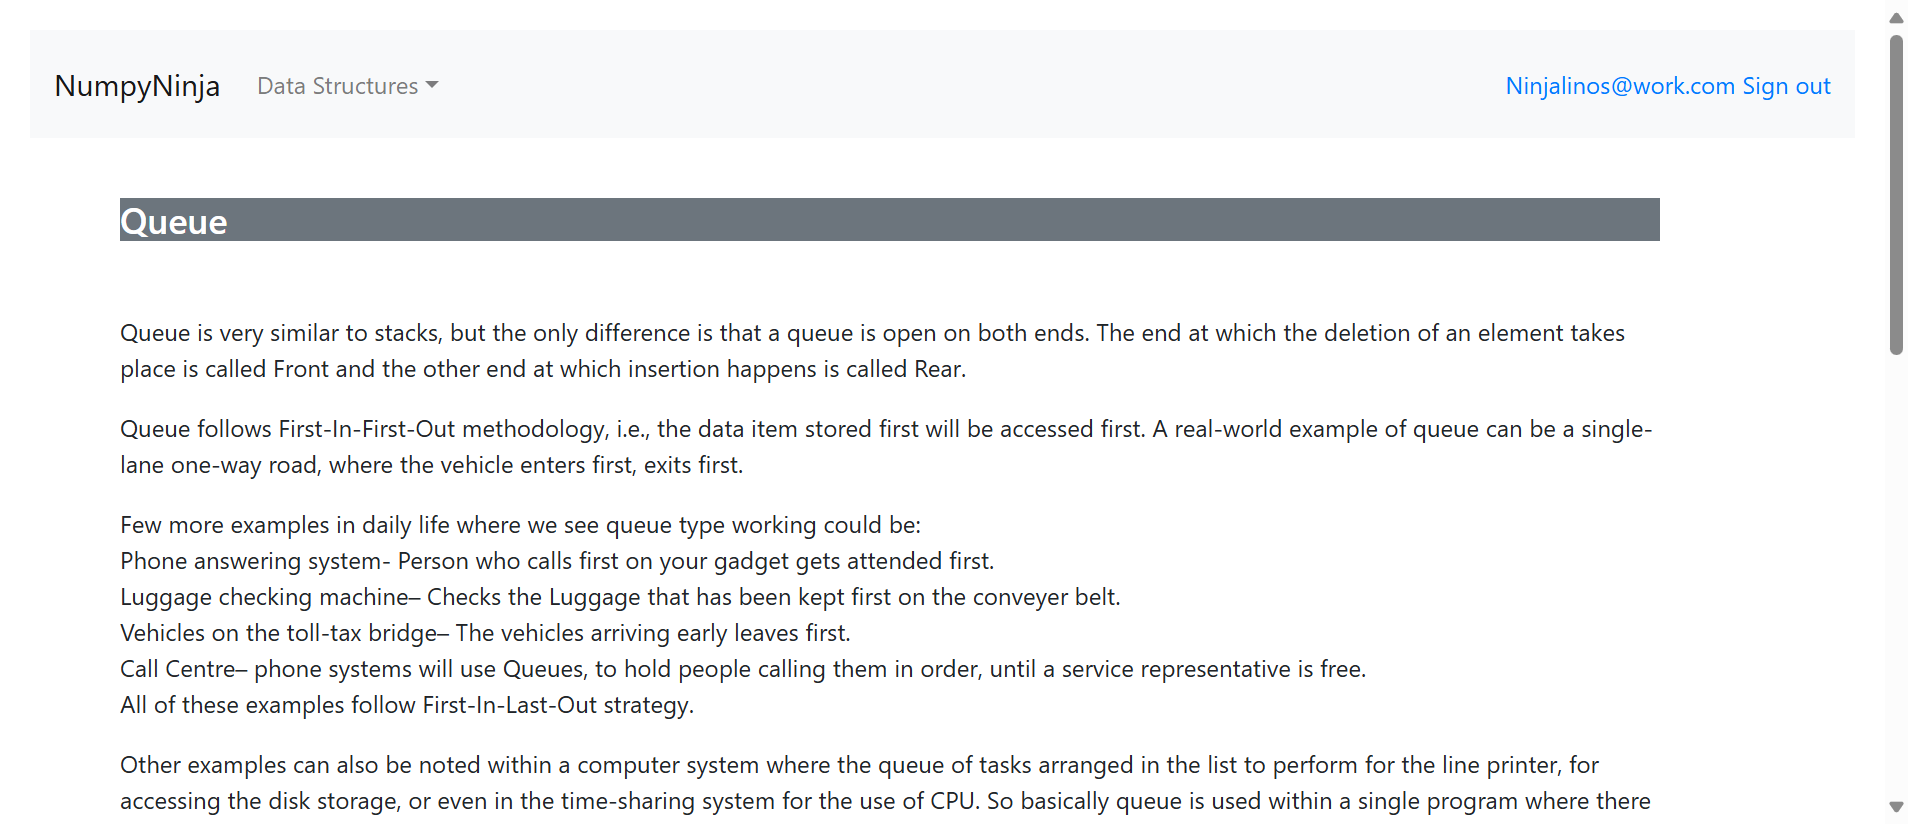 NumpyNinja Data Structures Ninjalinos@work.com Sign out
Queue
Queue is very similar to stacks, but the only difference is that a queue is open on both ends. The end at which the deletion of an element takes
place is called Front and the other end at which insertion happens is called Rear.
Queue follows First-In-First-Out methodology, i.e., the data item stored first will be accessed first. A real-world example of queue can be a single-
lane one-way road, where the vehicle enters first, exits first.
Few more examples in daily life where we see queue type working could be:
Phone answering system- Person who calls first on your gadget gets attended first.
Luggage checking machine– Checks the Luggage that has been kept first on the conveyer belt.
Vehicles on the toll-tax bridge– The vehicles arriving early leaves first.
Call Centre– phone systems will use Queues, to hold people calling them in order, until a service representative is free.
All of these examples follow First-In-Last-Out strategy.
Other examples can also be noted within a computer system where the queue of tasks arranged in the list to perform for the line printer, for
accessing the disk storage, or even in the time-sharing system for the use of CPU. So basically queue is used within a single program where there